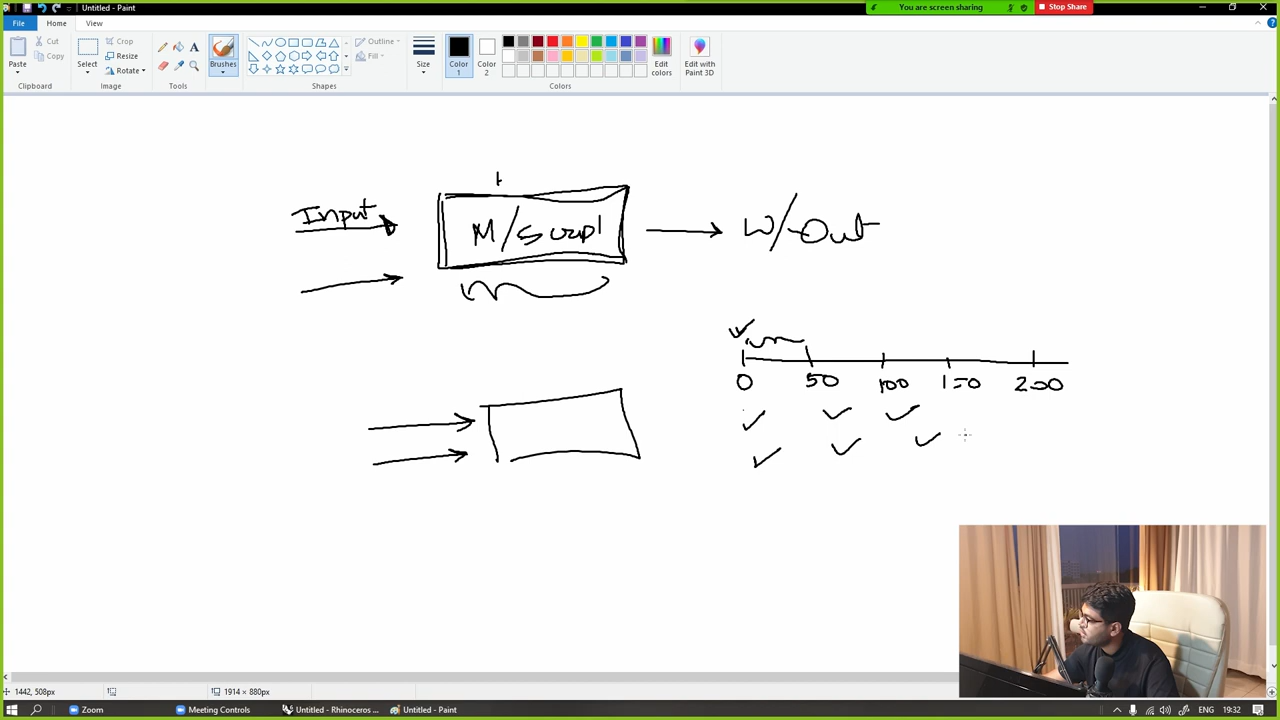 Untitled - Paint
You are screen sharing
Stop Share
File Home View
Paste
Cut
Copy
Clipboard
Select
Crop
Resize
Rotate
Image
A
Tools
Brushes
Outline
Fill
Shapes
Size
Color 1
Color 2
Edit colors
Colors
Edit with Paint 3D
Input
W/Out
0 50 100 150 200
1442, 508px
1914 × 880px
Zoom
Meeting Controls
Untitled - Rhinoceros ...
Untitled - Paint
ENG
19:32